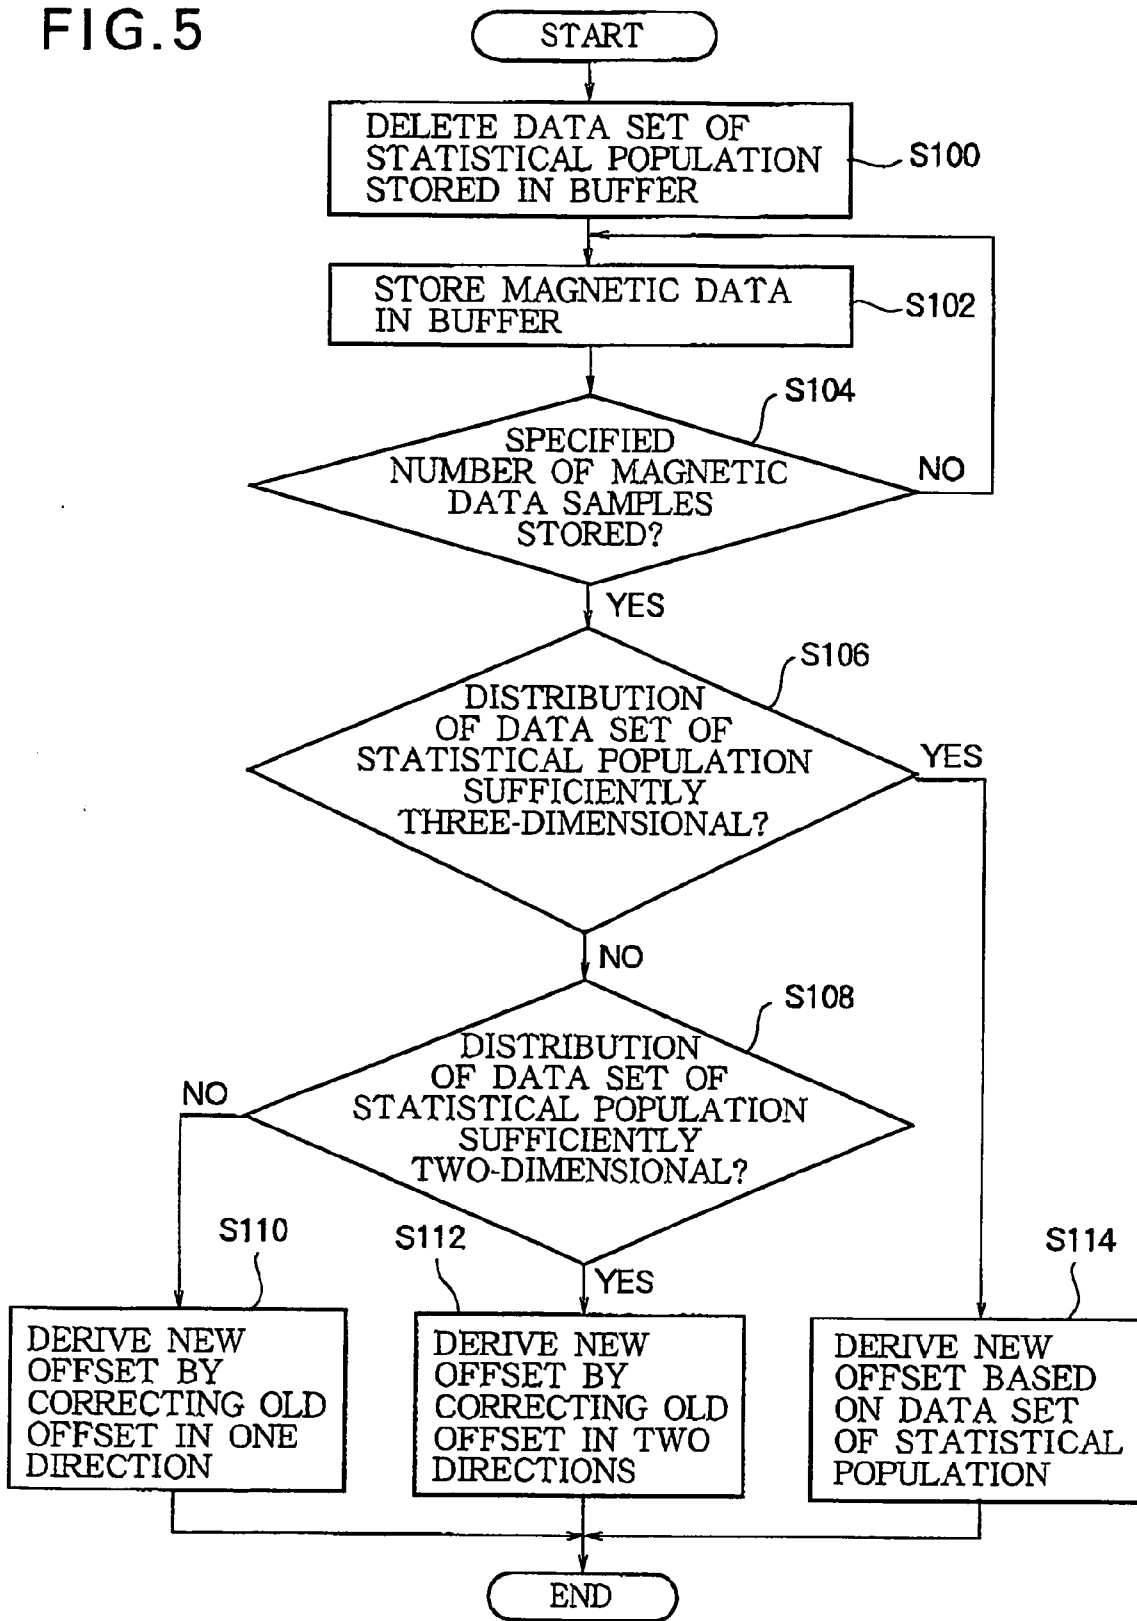 FIG.5
START
DELETE DATA SET OF
STATISTICAL POPULATION
STORED IN BUFFER
S100
STORE MAGNETIC DATA
IN BUFFER
S102
S104
SPECIFIED
NUMBER OF MAGNETIC
DATA SAMPLES
STORED?
NO
YES
S106
DISTRIBUTION
OF DATA SET OF
STATISTICAL POPULATION
SUFFICIENTLY
THREE-DIMENSIONAL?
YES
NO
S108
DISTRIBUTION
OF DATA SET OF
STATISTICAL POPULATION
SUFFICIENTLY
TWO-DIMENSIONAL?
NO
YES
S110
DERIVE NEW
OFFSET BY
CORRECTING OLD
OFFSET IN ONE
DIRECTION
S112
DERIVE NEW
OFFSET BY
CORRECTING OLD
OFFSET IN TWO
DIRECTIONS
S114
DERIVE NEW
OFFSET BASED
ON DATA SET
OF STATISTICAL
POPULATION
END